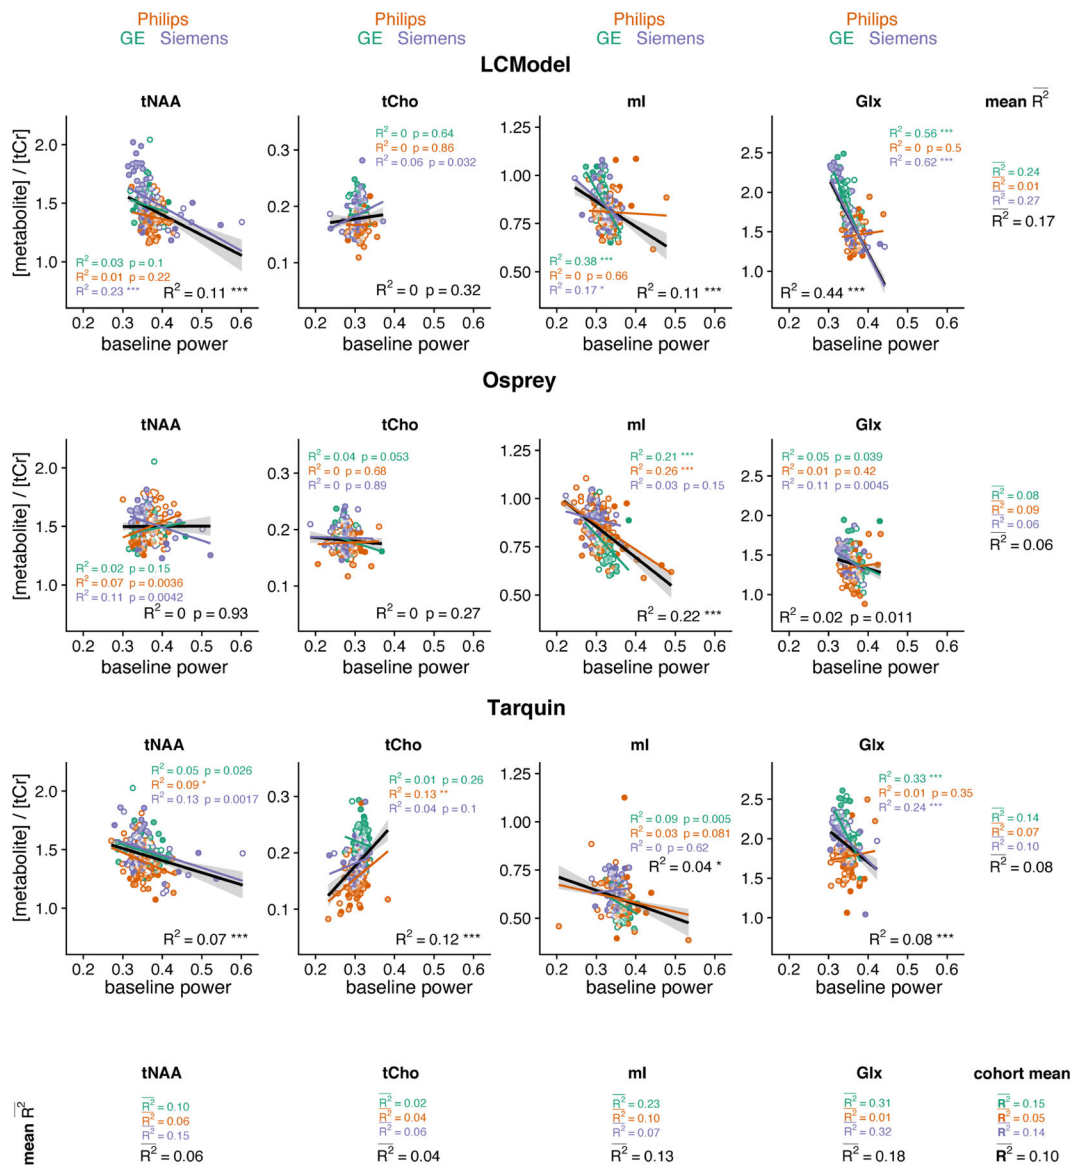 Philips Philips Philips Philips
GE Siemens GE Siemens GE Siemens GE Siemens
LCModel
tNAA tCho mI Glx mean R²
[metabolite] / [tCr]
2.0
1.5
1.0
R² = 0.03 p = 0.1
R² = 0.01 p = 0.22
R² = 0.23 ***
R² = 0.11 ***
0.2 0.3 0.4 0.5 0.6
baseline power
0.3
0.2
0.1
R² = 0 p = 0.64
R² = 0 p = 0.86
R² = 0.06 p = 0.032
R² = 0 p = 0.32
0.2 0.3 0.4 0.5 0.6
baseline power
1.25
1.00
0.75
0.50
R² = 0.38 ***
R² = 0 p = 0.66
R² = 0.17 *
R² = 0.11 ***
0.2 0.3 0.4 0.5 0.6
baseline power
2.5
2.0
1.5
1.0
R² = 0.56 ***
R² = 0 p = 0.5
R² = 0.62 ***
R² = 0.44 ***
0.2 0.3 0.4 0.5 0.6
baseline power
R² = 0.24
R² = 0.01
R² = 0.27
R² = 0.17
Osprey
tNAA tCho mI Glx
[metabolite] / [tCr]
2.0
1.5
1.0
R² = 0.02 p = 0.15
R² = 0.07 p = 0.0036
R² = 0.11 p = 0.0042
R² = 0 p = 0.93
0.2 0.3 0.4 0.5 0.6
baseline power
0.3
0.2
0.1
R² = 0.04 p = 0.053
R² = 0 p = 0.68
R² = 0 p = 0.89
R² = 0 p = 0.27
0.2 0.3 0.4 0.5 0.6
baseline power
1.25
1.00
0.75
0.50
R² = 0.21 ***
R² = 0.26 ***
R² = 0.03 p = 0.15
R² = 0.22 ***
0.2 0.3 0.4 0.5 0.6
baseline power
2.5
2.0
1.5
1.0
R² = 0.05 p = 0.039
R² = 0.01 p = 0.42
R² = 0.11 p = 0.0045
R² = 0.02 p = 0.011
0.2 0.3 0.4 0.5 0.6
baseline power
R² = 0.08
R² = 0.09
R² = 0.06
R² = 0.06
Tarquin
tNAA tCho mI Glx
[metabolite] / [tCr]
2.0
1.5
1.0
R² = 0.05 p = 0.026
R² = 0.09 *
R² = 0.13 p = 0.0017
R² = 0.07 ***
0.2 0.3 0.4 0.5 0.6
baseline power
0.3
0.2
0.1
R² = 0.01 p = 0.26
R² = 0.13 **
R² = 0.04 p = 0.1
R² = 0.12 ***
0.2 0.3 0.4 0.5 0.6
baseline power
1.25
1.00
0.75
0.50
R² = 0.09 p = 0.005
R² = 0.03 p = 0.081
R² = 0 p = 0.62
R² = 0.04 *
0.2 0.3 0.4 0.5 0.6
baseline power
2.5
2.0
1.5
1.0
R² = 0.33 ***
R² = 0.01 p = 0.35
R² = 0.24 ***
R² = 0.08 ***
0.2 0.3 0.4 0.5 0.6
baseline power
R² = 0.14
R² = 0.07
R² = 0.10
R² = 0.08
tNAA tCho mI Glx cohort mean
mean R²
R² = 0.10 R² = 0.02 R² = 0.23 R² = 0.31 R² = 0.15
R² = 0.06 R² = 0.04 R² = 0.10 R² = 0.01 R² = 0.05
R² = 0.15 R² = 0.06 R² = 0.07 R² = 0.32 R² = 0.14
R² = 0.06 R² = 0.04 R² = 0.13 R² = 0.18 R² = 0.10